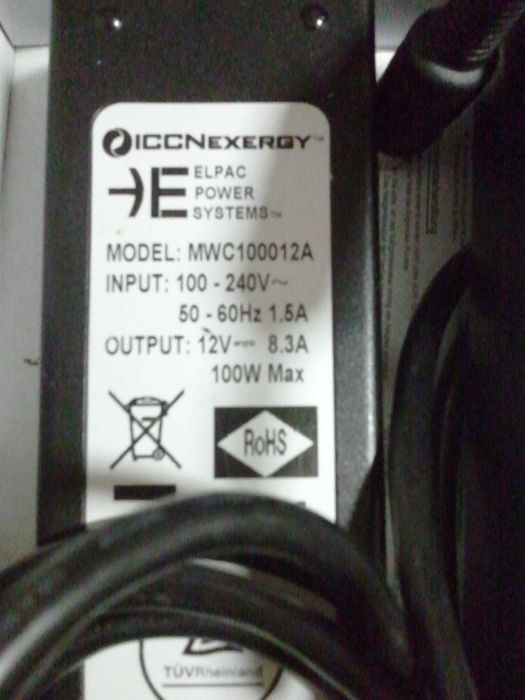 ICCNEXERGY™
ELPAC
POWER
SYSTEMS™
MODEL: MWC100012A
INPUT: 100 - 240V~
50 - 60Hz 1.5A
OUTPUT: 12V⎓ 8.3A
100W Max
RoHS
TÜVRheinland